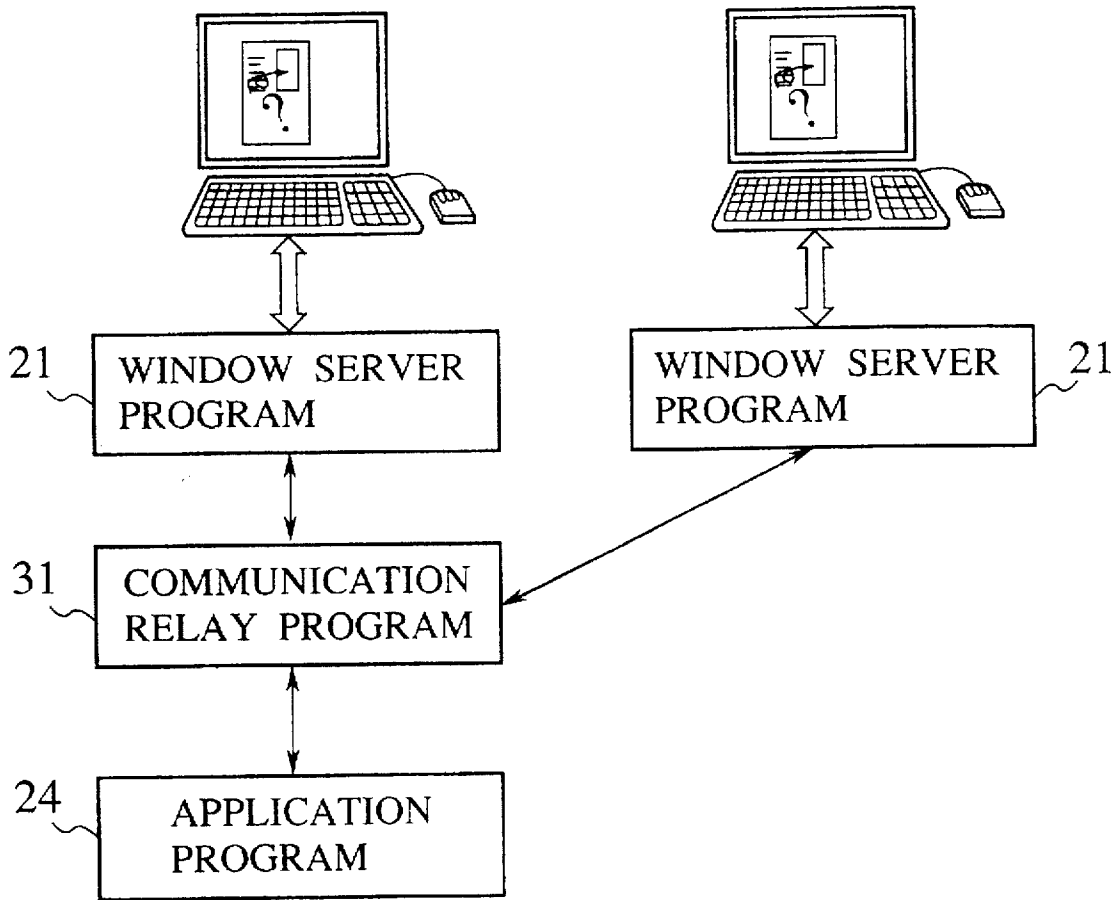 ?
?
21
WINDOW SERVER
PROGRAM
WINDOW SERVER
PROGRAM
21
31
COMMUNICATION
RELAY PROGRAM
24
APPLICATION
PROGRAM